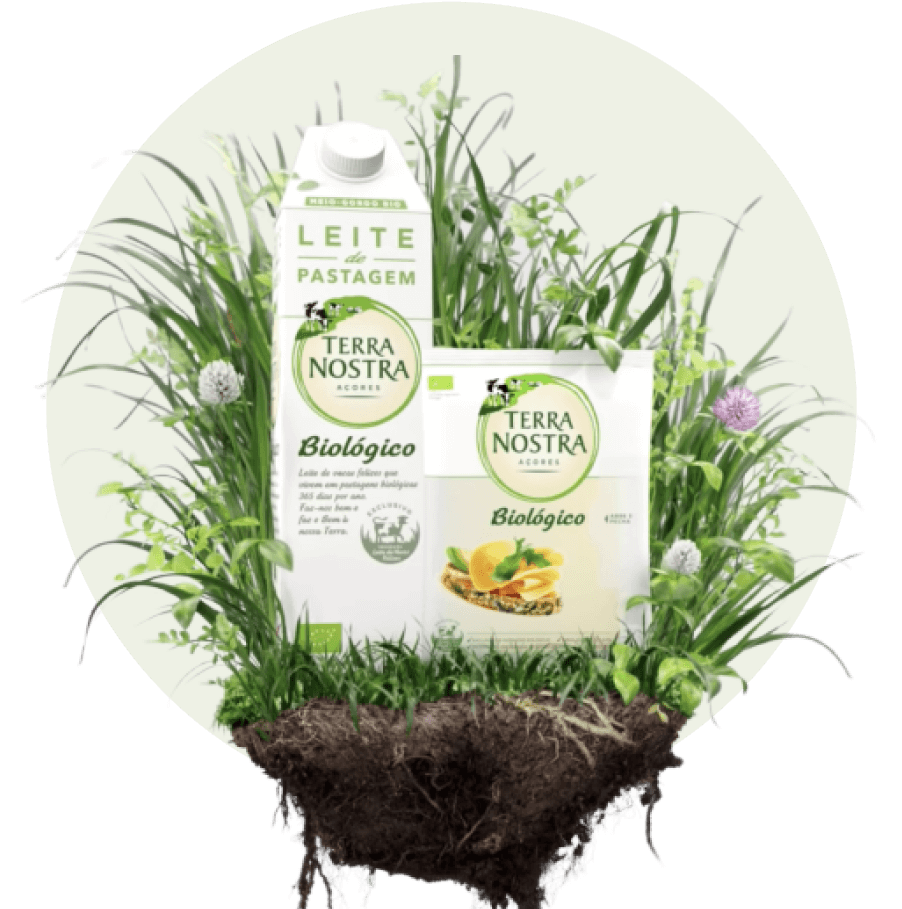 MEIO-GORDO BIO
LEITE
de
PASTAGEM
TERRA
NOSTRA
AÇORES
Biológico
Leite de vacas felizes que
vivem em pastagens biológicas
365 dias por ano.
Faz-nos bem e
faz o Bem à
nossa Terra.
EXCLUSIVO
TERRA
NOSTRA
AÇORES
Biológico